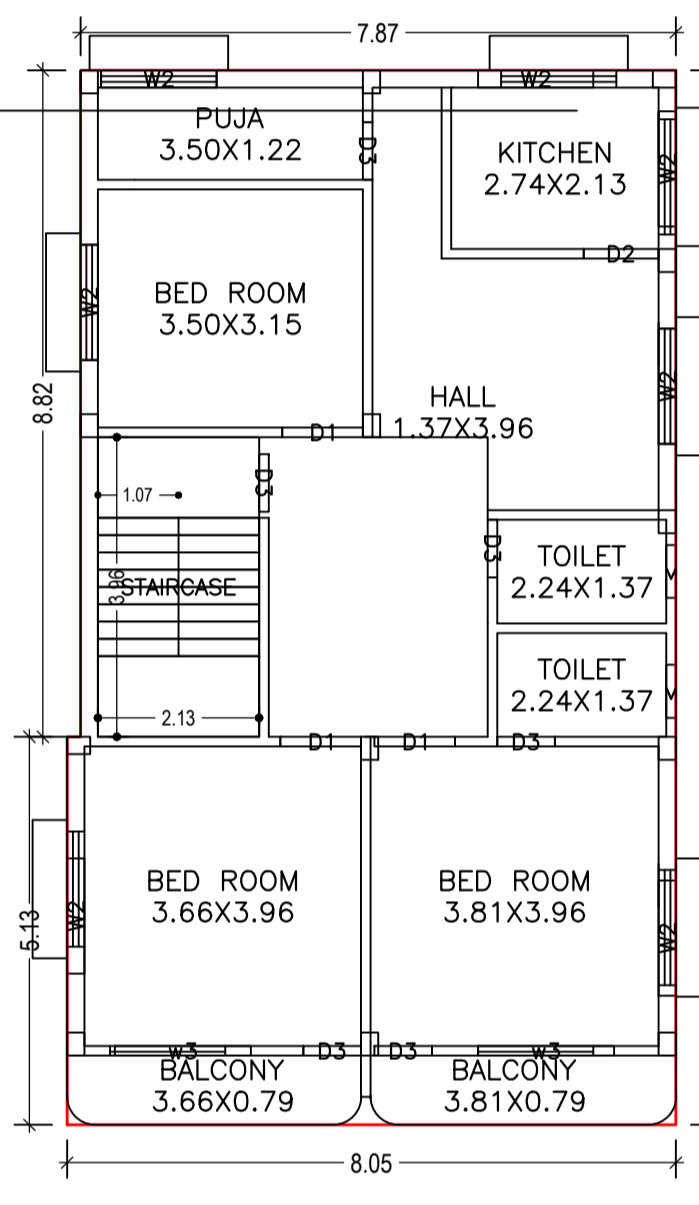 7.87
W2
W2
PUJA
3.50X1.22
D3
KITCHEN
2.74X2.13
W2
D2
BED ROOM
3.50X3.15
W2
W2
8.82
HALL
1.37X3.96
D1
D3
1.07
3.96
STAIRCASE
D3
TOILET
2.24X1.37
V
TOILET
2.24X1.37
V
2.13
D1
D1
D3
BED ROOM
3.66X3.96
BED ROOM
3.81X3.96
W2
W2
5.13
W3
D3
D3
W3
BALCONY
3.66X0.79
BALCONY
3.81X0.79
8.05